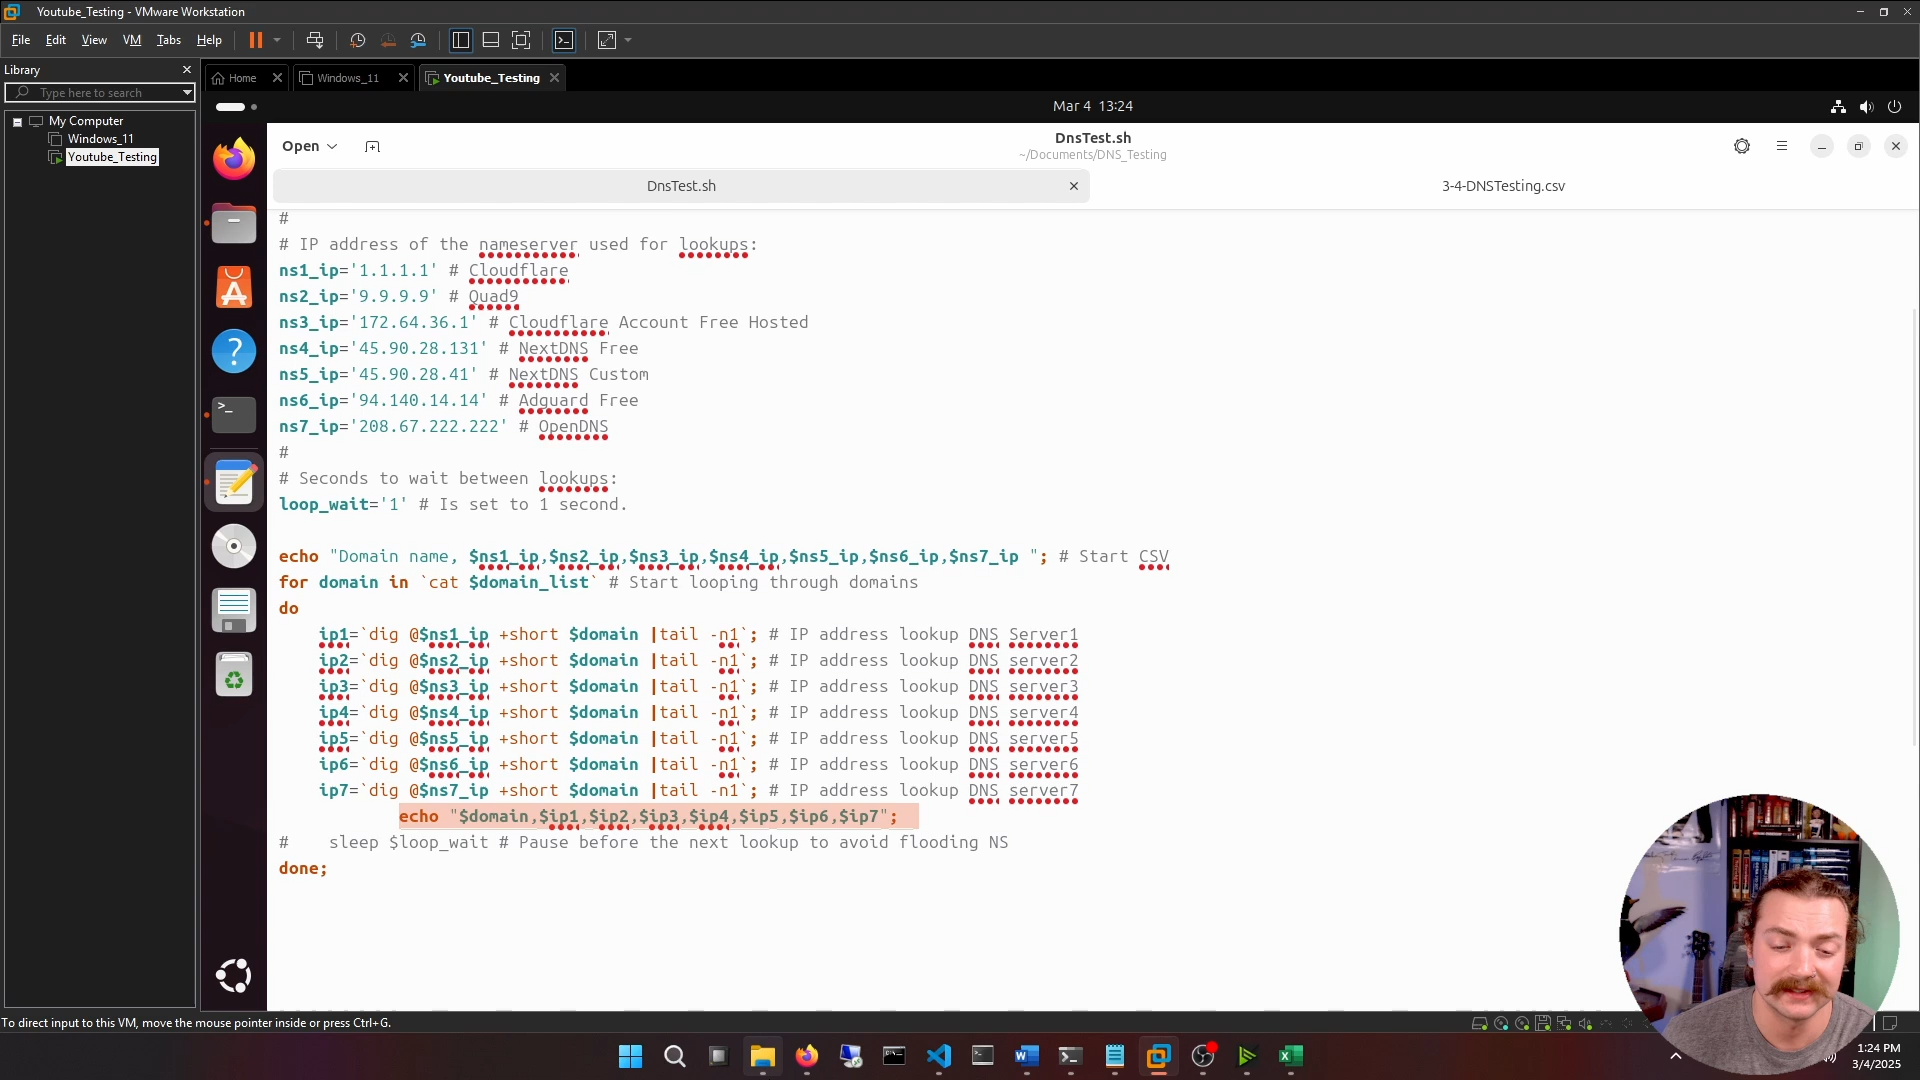 Youtube_Testing - VMware Workstation
File Edit View VM Tabs Help
Library
Type here to search
My Computer
Windows_11
Youtube_Testing
Home
Windows_11
Youtube_Testing
Mar 4 13:24
Open
DnsTest.sh
~/Documents/DNS_Testing
DnsTest.sh
3-4-DNSTesting.csv
#
# IP address of the nameserver used for lookups:
ns1_ip='1.1.1.1' # Cloudflare
ns2_ip='9.9.9.9' # Quad9
ns3_ip='172.64.36.1' # Cloudflare Account Free Hosted
ns4_ip='45.90.28.131' # NextDNS Free
ns5_ip='45.90.28.41' # NextDNS Custom
ns6_ip='94.140.14.14' # Adguard Free
ns7_ip='208.67.222.222' # OpenDNS
#
# Seconds to wait between lookups:
loop_wait='1' # Is set to 1 second.
echo "Domain name, $ns1_ip,$ns2_ip,$ns3_ip,$ns4_ip,$ns5_ip,$ns6_ip,$ns7_ip "; # Start CSV
for domain in `cat $domain_list` # Start looping through domains
do
ip1=`dig @$ns1_ip +short $domain |tail -n1`; # IP address lookup DNS Server1
ip2=`dig @$ns2_ip +short $domain |tail -n1`; # IP address lookup DNS server2
ip3=`dig @$ns3_ip +short $domain |tail -n1`; # IP address lookup DNS server3
ip4=`dig @$ns4_ip +short $domain |tail -n1`; # IP address lookup DNS server4
ip5=`dig @$ns5_ip +short $domain |tail -n1`; # IP address lookup DNS server5
ip6=`dig @$ns6_ip +short $domain |tail -n1`; # IP address lookup DNS server6
ip7=`dig @$ns7_ip +short $domain |tail -n1`; # IP address lookup DNS server7
echo "$domain,$ip1,$ip2,$ip3,$ip4,$ip5,$ip6,$ip7";
# sleep $loop_wait # Pause before the next lookup to avoid flooding NS
done;
To direct input to this VM, move the mouse pointer inside or press Ctrl+G.
1:24 PM
3/4/2025